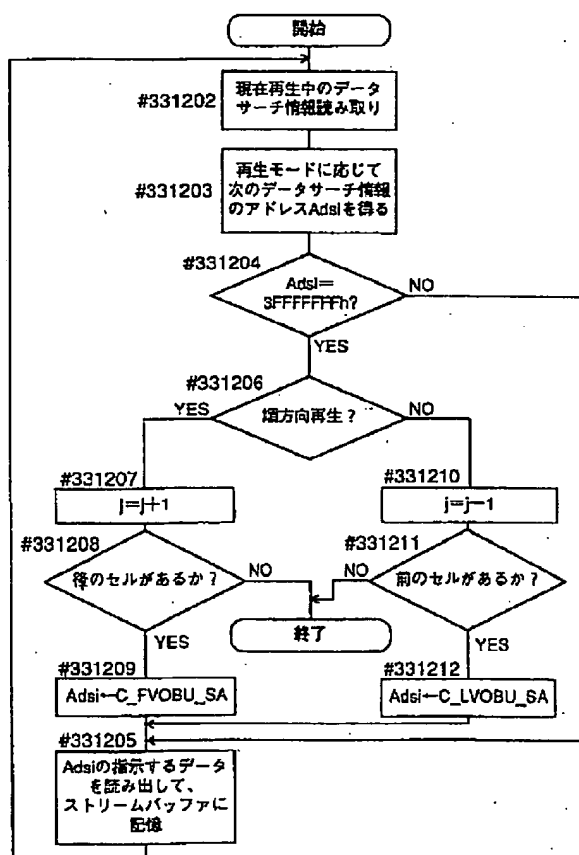 開始
#331202
現在再生中のデータ
サーチ情報読み取り
#331203
再生モードに応じて
次のデータサーチ情報
のアドレスAdsiを得る
#331204
Adsi=
3FFFFFFFh?
NO
YES
#331206
YES
順方向再生?
NO
#331207
j=j+1
#331210
j=j-1
#331208
後のセルがあるか?
NO
#331211
NO
前のセルがあるか?
終了
YES
YES
#331209
Adsi←C_FVOBU_SA
#331212
Adsi←C_LVOBU_SA
#331205
Adsiの指示するデータ
を読み出して、
ストリームバッファに
記憶